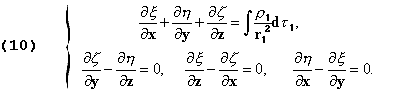 (10) { ∂ξ/∂x + ∂η/∂y + ∂ζ/∂z = ∫ ρ₁/r₁² dτ₁,
∂ζ/∂y − ∂η/∂z = 0, ∂ξ/∂z − ∂ζ/∂x = 0, ∂η/∂x − ∂ξ/∂y = 0.